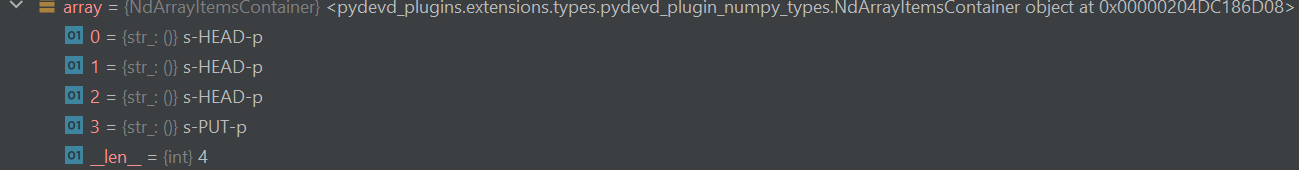 array = {NdArrayItemsContainer} <pydevd_plugins.extensions.types.pydevd_plugin_numpy_types.NdArrayItemsContainer object at 0x00000204DC186D08>
01 0 = {str_: ()} s-HEAD-p
01 1 = {str_: ()} s-HEAD-p
01 2 = {str_: ()} s-HEAD-p
01 3 = {str_: ()} s-PUT-p
01 __len__ = {int} 4